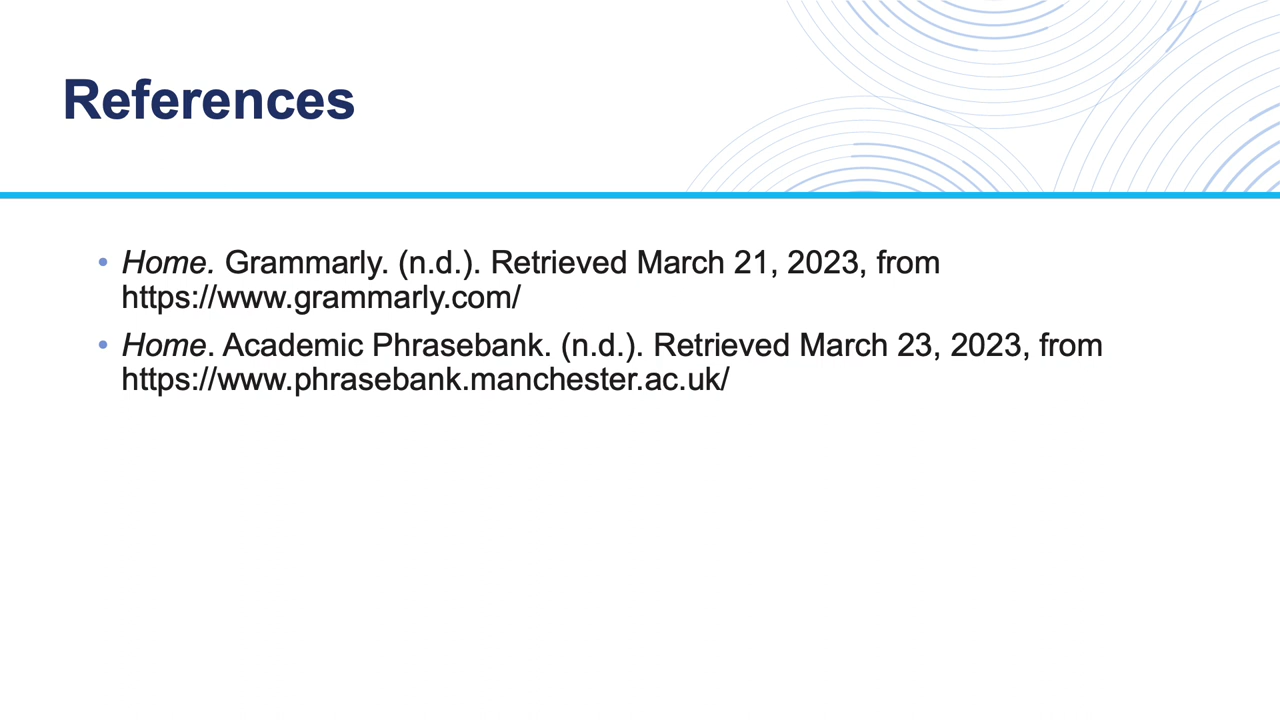 References
• Home. Grammarly. (n.d.). Retrieved March 21, 2023, from
https://www.grammarly.com/
• Home. Academic Phrasebank. (n.d.). Retrieved March 23, 2023, from
https://www.phrasebank.manchester.ac.uk/